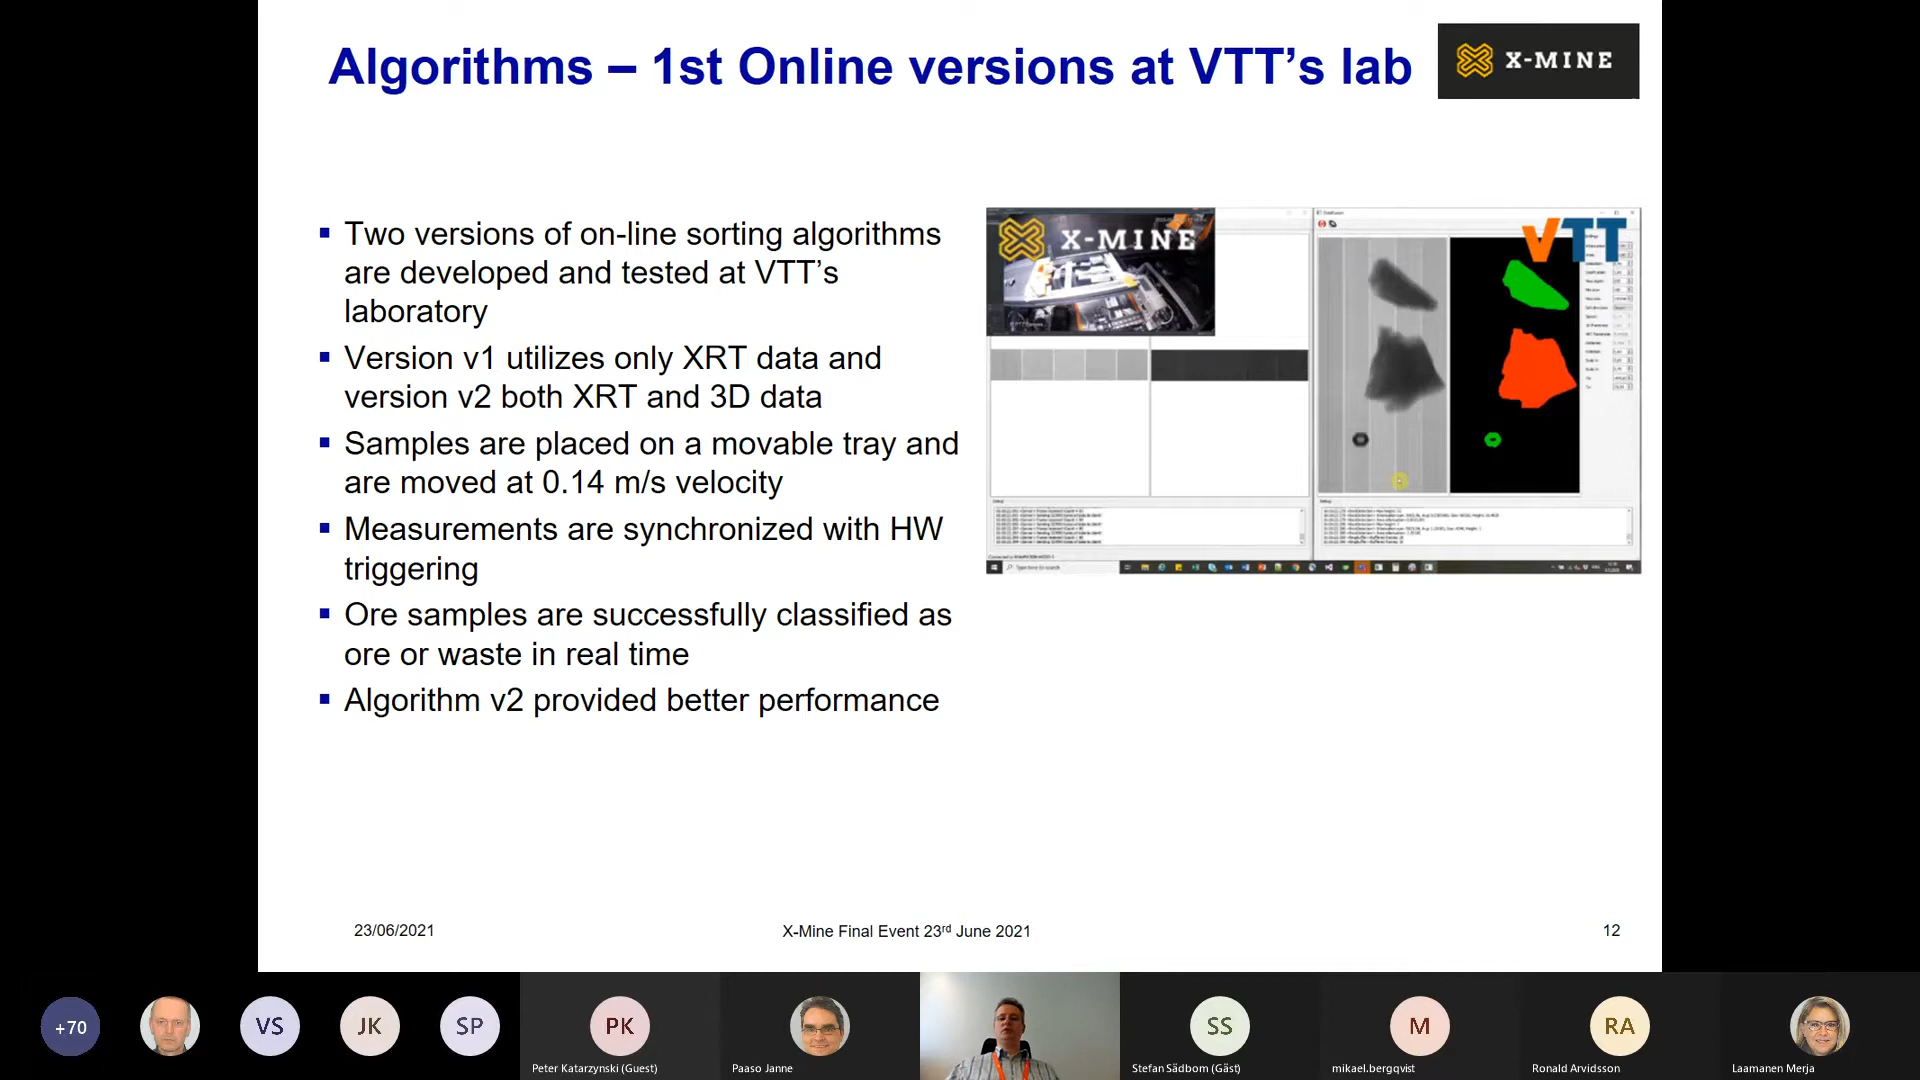 Algorithms – 1st Online versions at VTT’s lab
X-MINE
▪ Two versions of on-line sorting algorithms
are developed and tested at VTT’s
laboratory
▪ Version v1 utilizes only XRT data and
version v2 both XRT and 3D data
▪ Samples are placed on a movable tray and
are moved at 0.14 m/s velocity
▪ Measurements are synchronized with HW
triggering
▪ Ore samples are successfully classified as
ore or waste in real time
▪ Algorithm v2 provided better performance
X-MINE
VTT
Type here to search
23/06/2021
X-Mine Final Event 23rd June 2021
12
+70
VS
JK
SP
PK
Peter Katarzynski (Guest)
Paaso Janne
SS
Stefan Sädbom (Gäst)
M
mikael.bergqvist
RA
Ronald Arvidsson
Laamanen Merja